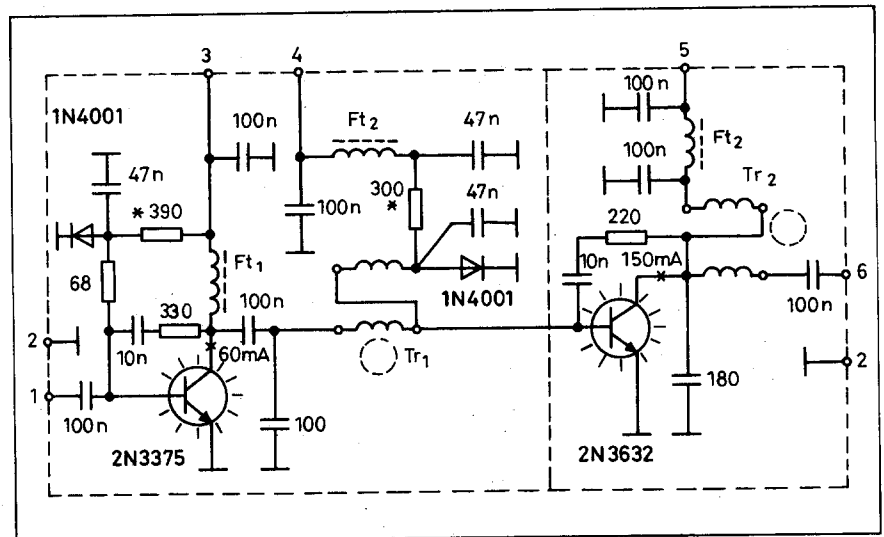 3
4
5
1N4001
100n
Ft2
47n
100n
Ft2
47n
* 390
100n
300
*
47n
100n
Tr2
68
Ft1
220
330
100n
1N4001
10n
150mA
6
2
10n
60mA
Tr1
100n
1
100n
100
180
2
2N3375
2N3632